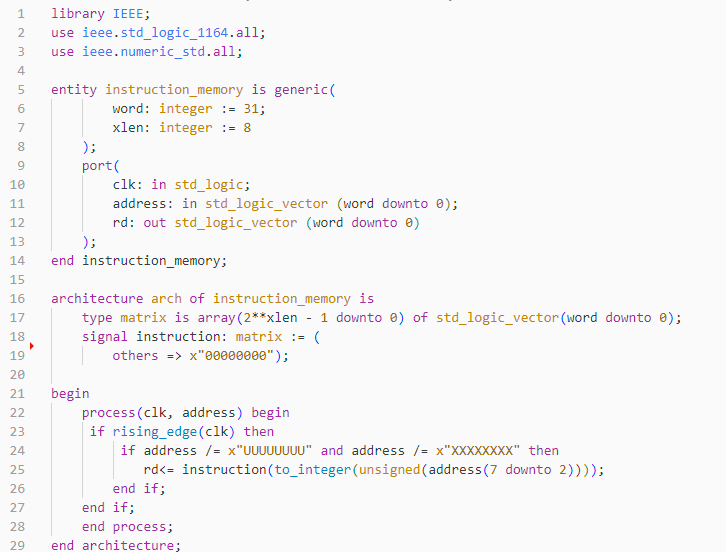 1 library IEEE;
2 use ieee.std_logic_1164.all;
3 use ieee.numeric_std.all;
4
5 entity instruction_memory is generic(
6 word: integer := 31;
7 xlen: integer := 8
8 );
9 port(
10 clk: in std_logic;
11 address: in std_logic_vector (word downto 0);
12 rd: out std_logic_vector (word downto 0)
13 );
14 end instruction_memory;
15
16 architecture arch of instruction_memory is
17 type matrix is array(2**xlen - 1 downto 0) of std_logic_vector(word downto 0);
18 signal instruction: matrix := (
19 others => x"00000000");
20
21 begin
22 process(clk, address) begin
23 if rising_edge(clk) then
24 if address /= x"UUUUUUUU" and address /= x"XXXXXXXX" then
25 rd<= instruction(to_integer(unsigned(address(7 downto 2))));
26 end if;
27 end if;
28 end process;
29 end architecture;